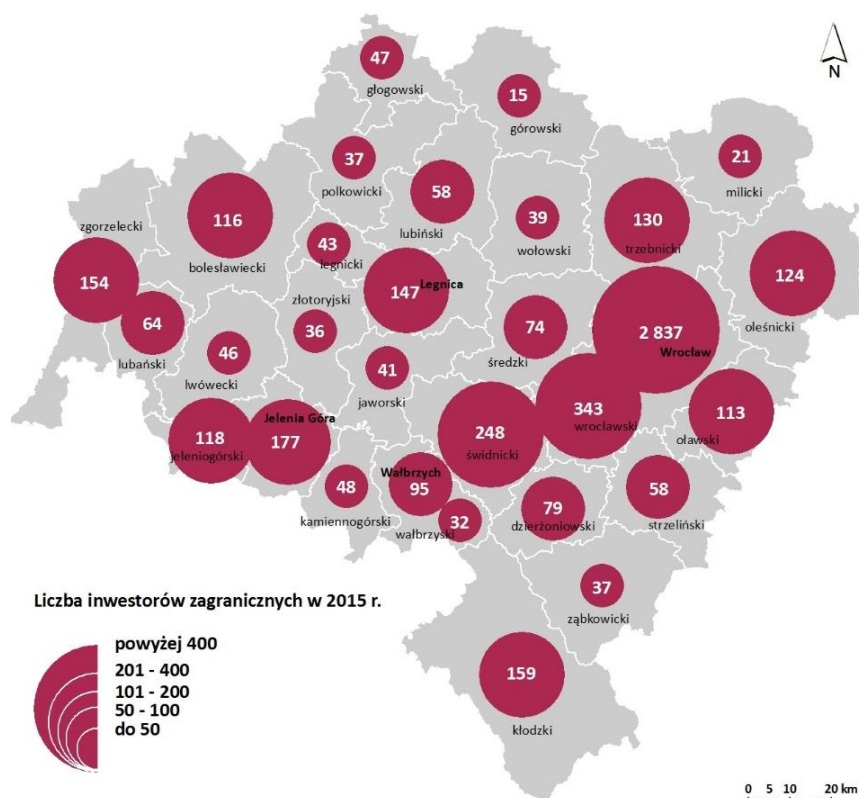 47
głogowski
N
15
górowski
37
polkowicki
58
lubiński
21
milicki
116
bolesławiecki
zgorzelecki
154
43
legnicki
39
wołowski
130
trzebnicki
124
oleśnicki
147
Legnica
64
lubański
złotoryjski
36
46
lwówecki
74
średzki
2 837
Wrocław
41
jaworski
343
wrocławski
113
oławski
118
jeleniogórski
Jelenia Góra
177
248
świdnicki
48
kamiennogórski
Wałbrzych
95
32
wałbrzyski
79
dzierżoniowski
58
strzeliński
37
ząbkowicki
159
kłodzki
Liczba inwestorów zagranicznych w 2015 r.
powyżej 400
201 - 400
101 - 200
50 - 100
do 50
0 5 10 20 km